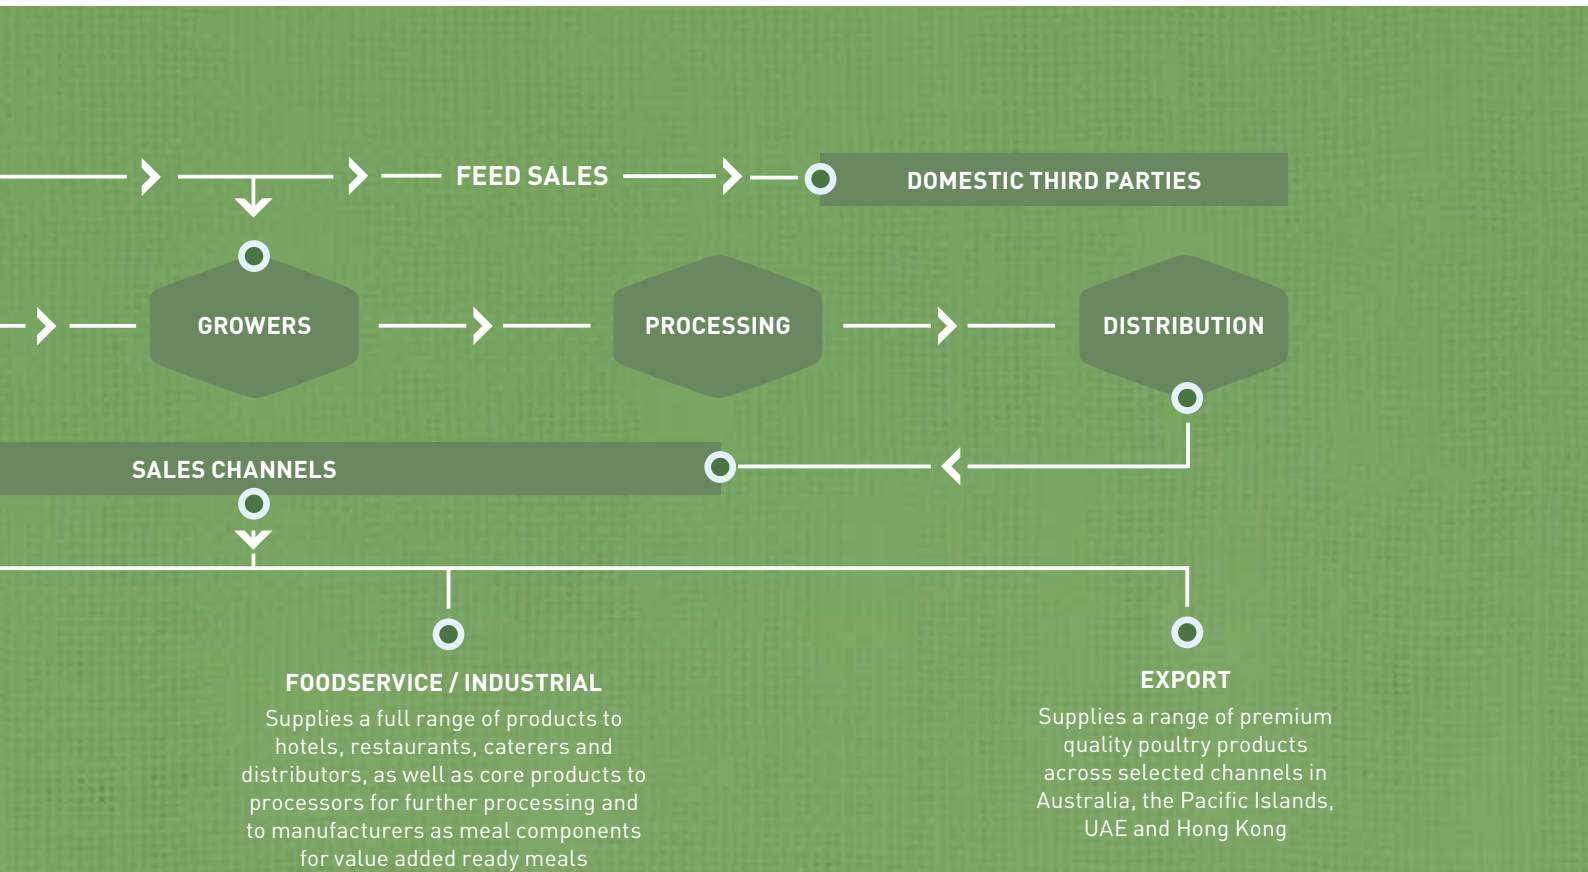 FEED SALES
DOMESTIC THIRD PARTIES
GROWERS
PROCESSING
DISTRIBUTION
SALES CHANNELS
FOODSERVICE / INDUSTRIAL
Supplies a full range of products to
hotels, restaurants, caterers and
distributors, as well as core products to
processors for further processing and
to manufacturers as meal components
for value added ready meals
EXPORT
Supplies a range of premium
quality poultry products
across selected channels in
Australia, the Pacific Islands,
UAE and Hong Kong